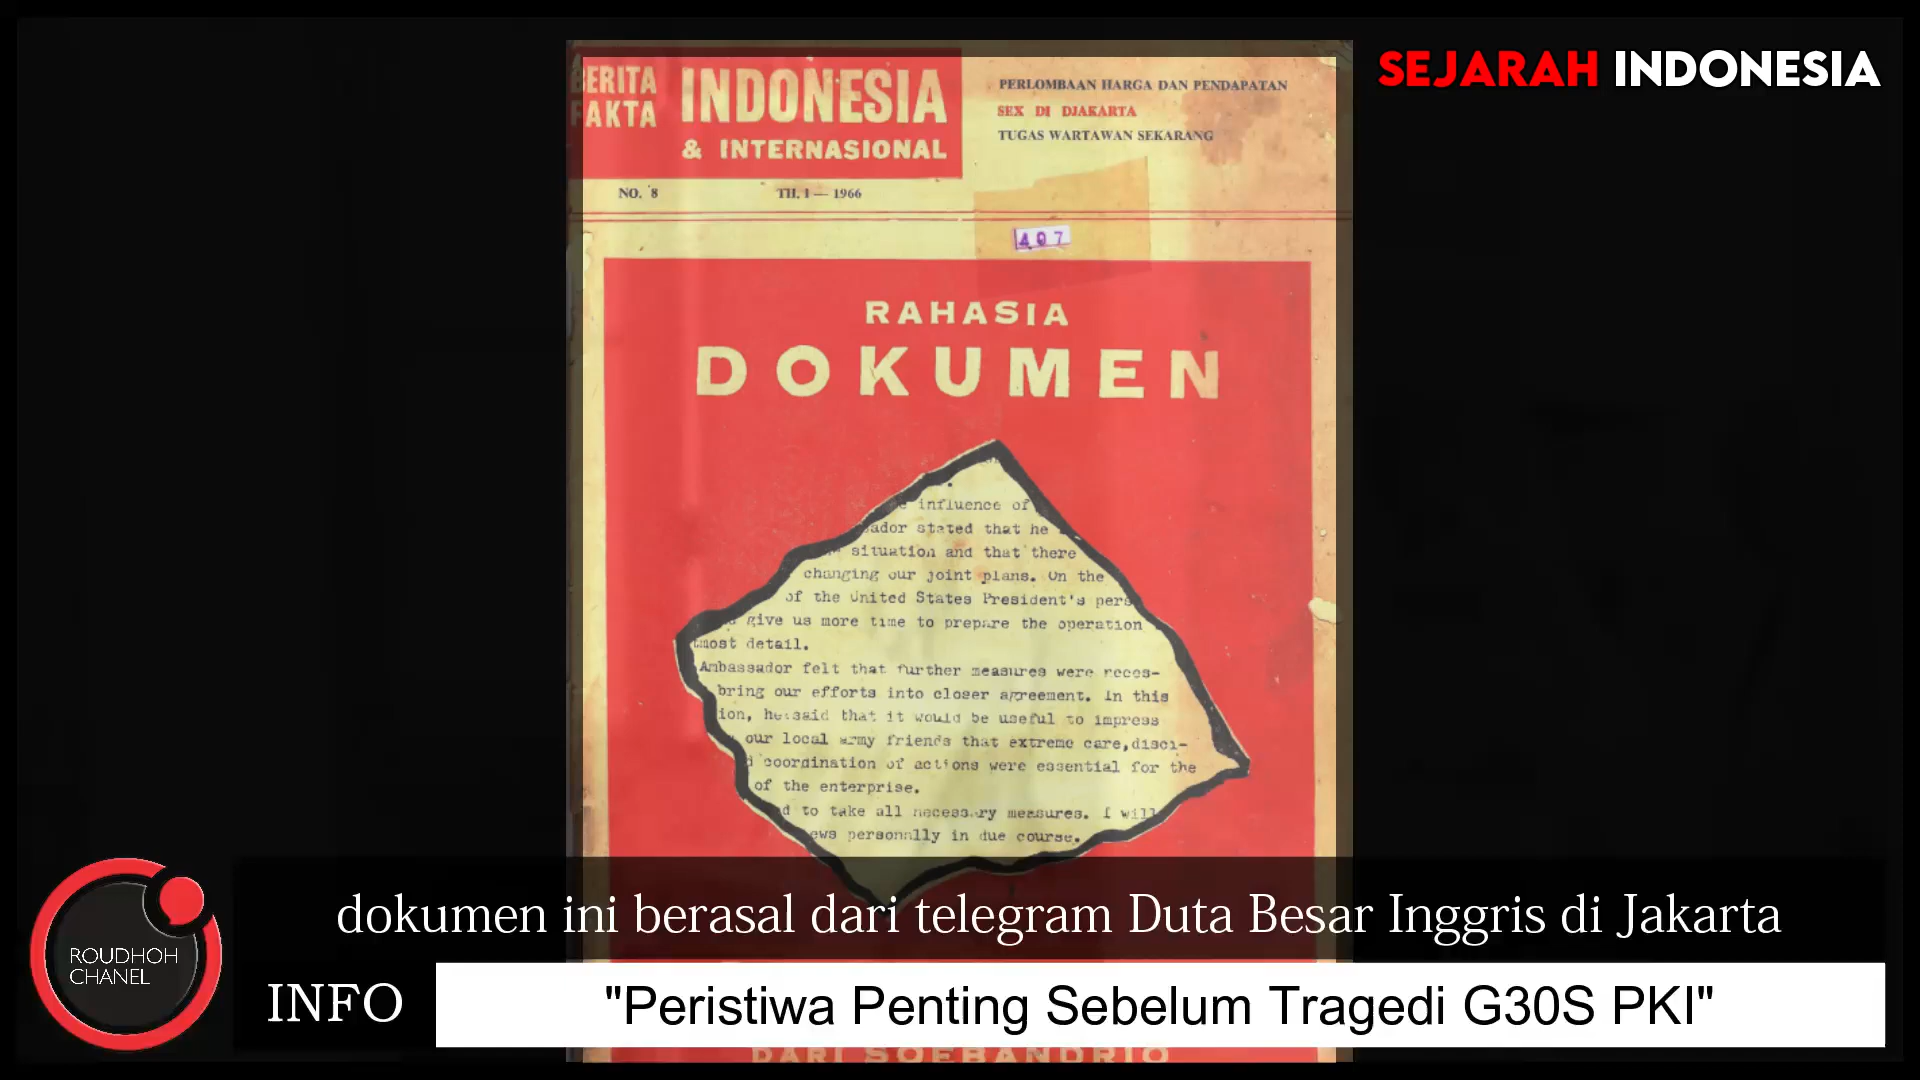 SEJARAH INDONESIA
BERITA
FAKTA
INDONESIA
& INTERNASIONAL
PERLOMBAAN HARGA DAN PENDAPATAN
SEX DI DJAKARTA
TUGAS WARTAWAN SEKARANG
NO. 8 TH. I — 1966
407
RAHASIA
DOKUMEN
influence of
ador stated that he
situation and that there
changing our joint plans. On the
of the United States President's pers
give us more time to prepare the operation
most detail.
Ambassador felt that further measures were neces-
bring our efforts into closer agreement. In this
ion, he said that it would be useful to impress
our local army friends that extreme care, disci-
d coordination of actions were essential for the
of the enterprise.
d to take all necessary measures. I will
ews personally in due course.
dokumen ini berasal dari telegram Duta Besar Inggris di Jakarta
ROUDHOH
CHANEL
INFO
"Peristiwa Penting Sebelum Tragedi G30S PKI"
DARI SOEBANDRIO